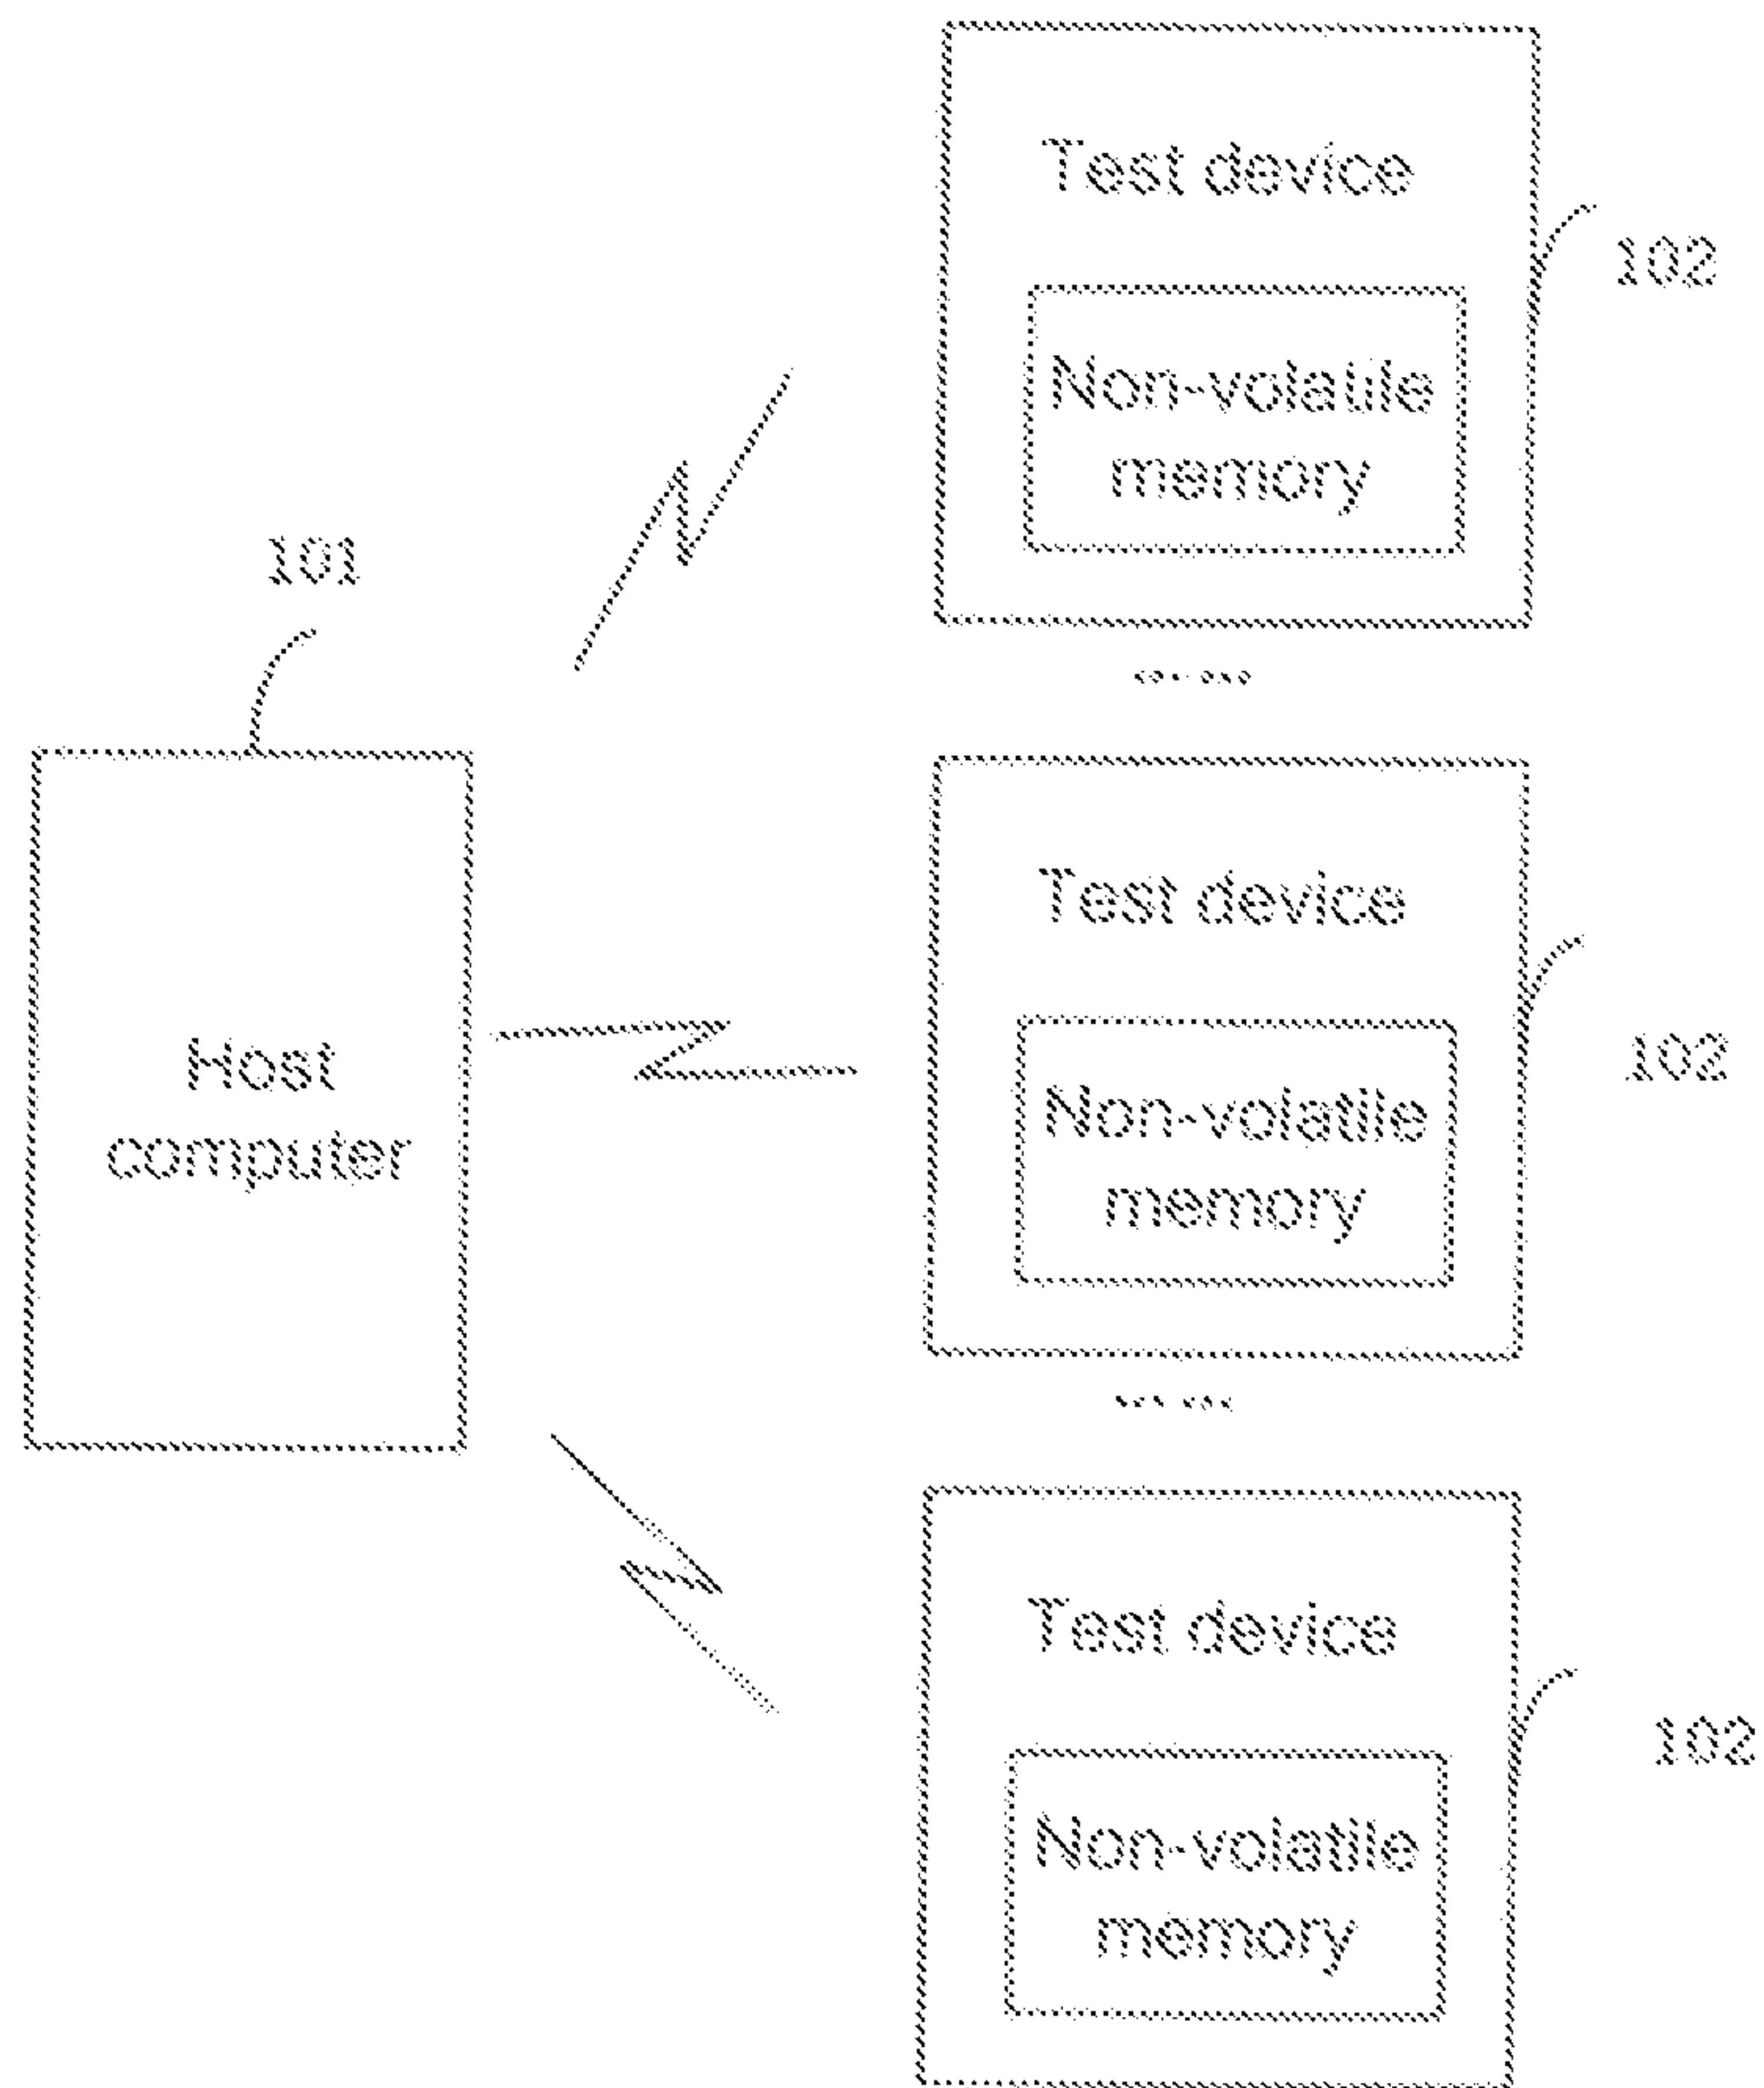 Test device
102
Non-volatile
memory
......
101
Host
computer
Test device
102
Non-volatile
memory
......
Test device
102
Non-volatile
memory